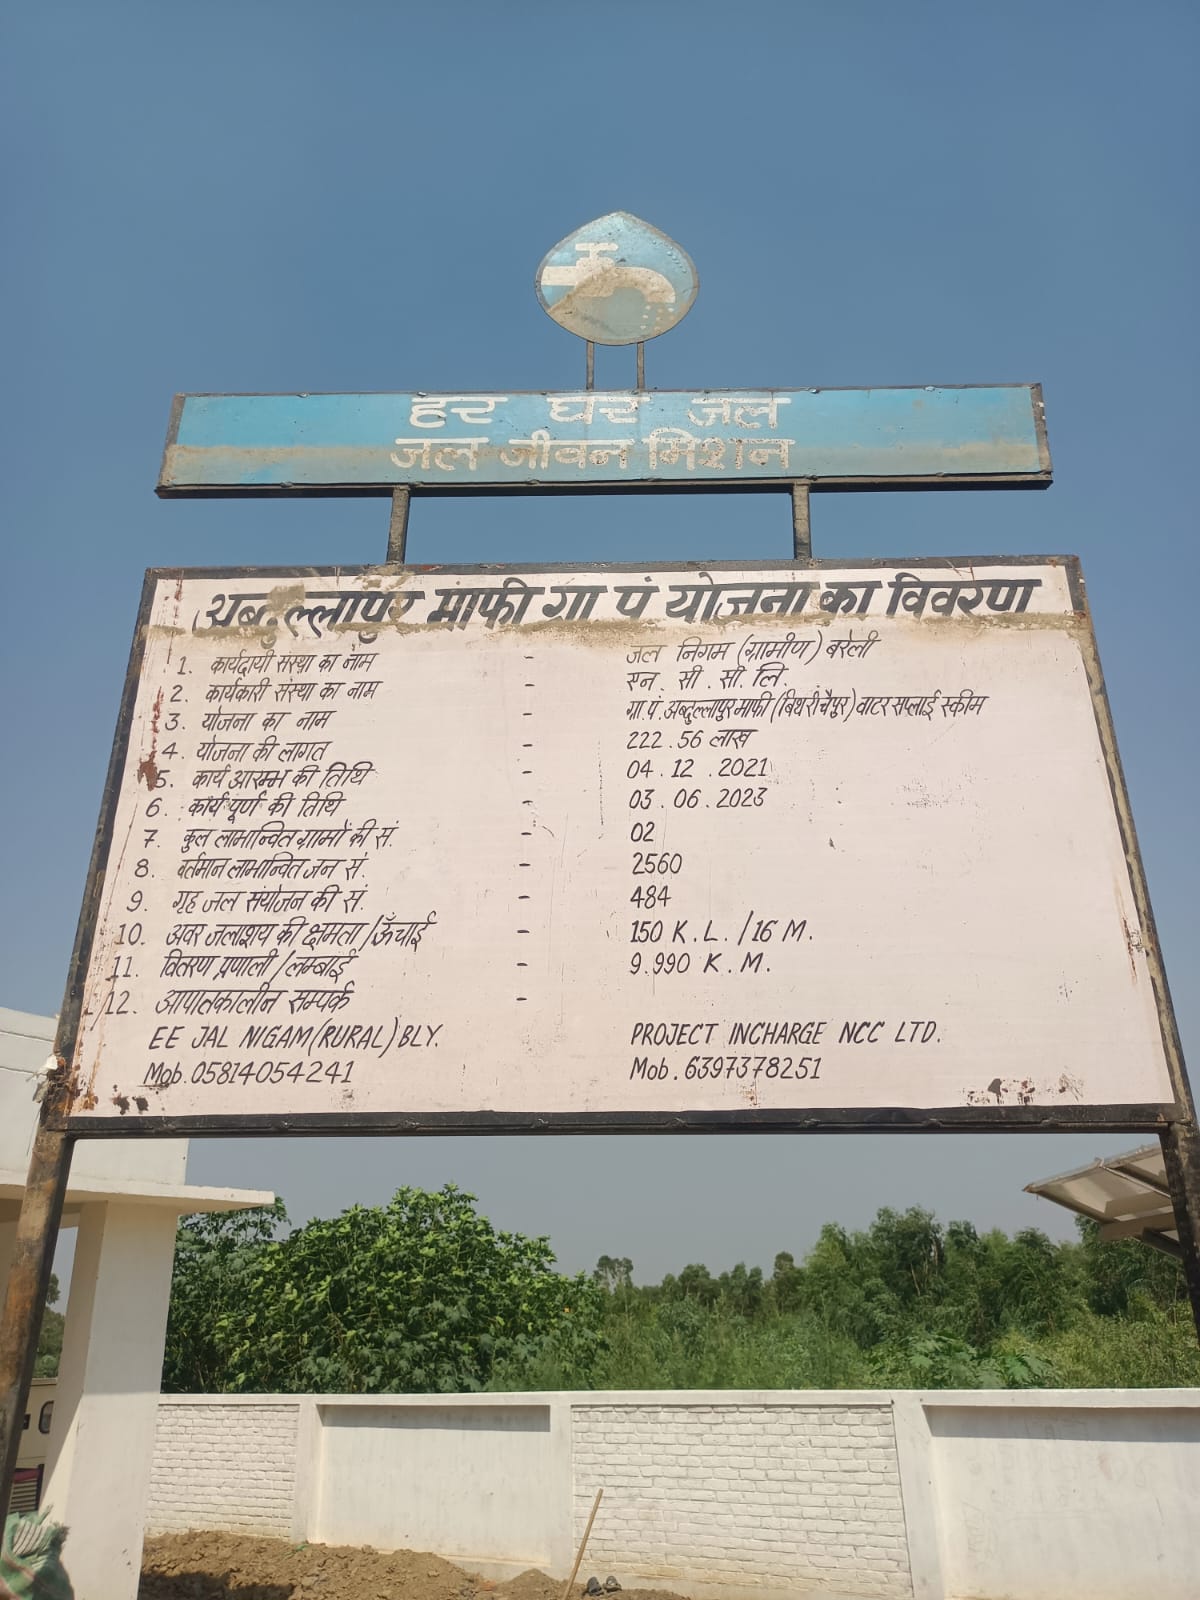 हर घर जल
जल जीवन मिशन
अब्दुल्लापुर माफी ग्रा पं योजना का विवरण
1. कार्यदायी संस्था का नाम - जल निगम (ग्रामीण) बरेली
2. कार्यकारी संस्था का नाम - एन. सी. सी. लि.
3. योजना का नाम - ग्रा.पं. अब्दुल्लापुर माफी (बिथरीचैनपुर) वाटर सप्लाई स्कीम
4. योजना की लागत - 222.56 लाख
5. कार्य आरम्भ की तिथि - 04.12.2021
6. कार्य पूर्ण की तिथि - 03.06.2023
7. कुल लाभान्वित ग्रामों की सं. - 02
8. वर्तमान लाभान्वित जन सं. - 2560
9. गृह जल संयोजन की सं. - 484
10. अवर जलाशय की क्षमता/ऊँचाई - 150 K.L./16 M.
11. वितरण प्रणाली/लम्बाई - 9.990 K.M.
12. आपातकालीन सम्पर्क -
EE JAL NIGAM (RURAL) BLY. PROJECT INCHARGE NCC LTD.
Mob. 05814054241 Mob. 6397378251